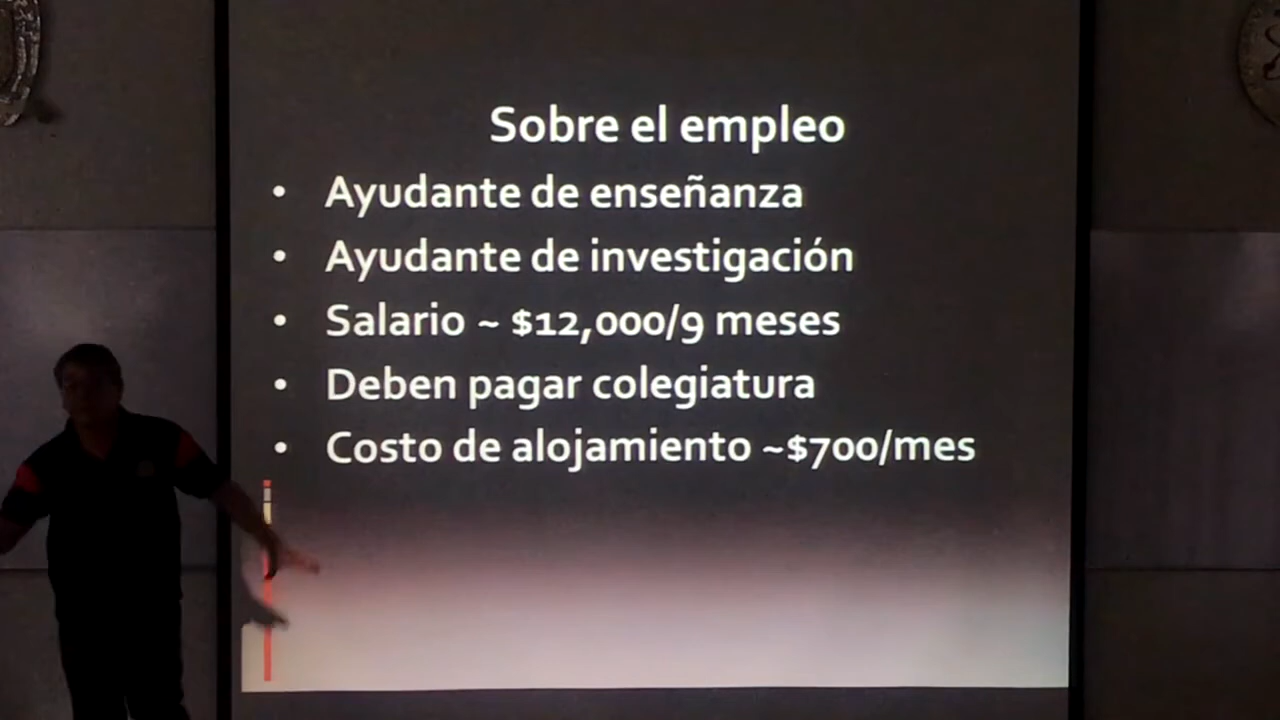 Sobre el empleo
• Ayudante de enseñanza
• Ayudante de investigación
• Salario ~ $12,000/9 meses
• Deben pagar colegiatura
• Costo de alojamiento ~$700/mes